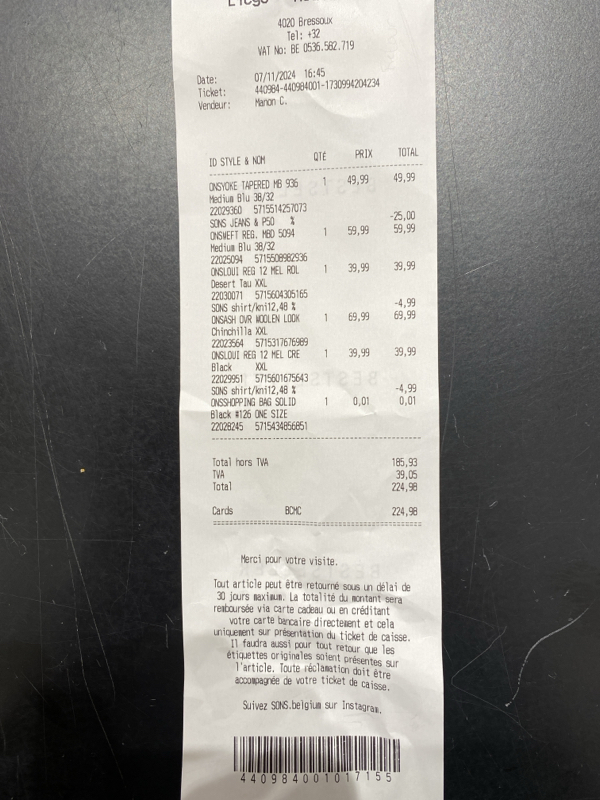 4020 Bressoux
Tel: +32
VAT No: BE 0536.562.719
Date: 07/11/2024 16:45
Ticket: 440984-440984001-1730994204234
Vendeur: Manon C.
ID STYLE & NOM QTÉ PRIX TOTAL
ONSYOKE TAPERED MB 936 1 49,99 49,99
Medium Blu 38/32
22029360 5715514257073
SONS JEANS & P50 % -25,00
ONSWEFT REG. MBD 5094 1 59,99 59,99
Medium Blu 38/32
22025094 5715508982936
ONSLOUI REG 12 MEL ROL 1 39,99 39,99
Desert Tau XXL
22030071 5715604305165
SONS shirt/kni12,48 % -4,99
ONSASH OVR WOOLEN LOOK 1 69,99 69,99
Chinchilla XXL
22023564 5715317676989
ONSLOUI REG 12 MEL CRE 1 39,99 39,99
Black XXL
22029951 5715601675643
SONS shirt/kni12,48 % -4,99
ONSSHOPPING BAG SOLID 1 0,01 0,01
Black #126 ONE SIZE
22028245 5715434856851
Total hors TVA 185,93
TVA 39,05
Total 224,98
Cards BCMC 224,98
Merci pour votre visite.
Tout article peut être retourné sous un délai de
30 jours maximum. La totalité du montant sera
remboursée via carte cadeau ou en créditant
votre carte bancaire directement et cela
uniquement sur présentation du ticket de caisse.
Il faudra aussi pour tout retour que les
étiquettes originales soient présentes sur
l'article. Toute réclamation doit être
accompagnée de votre ticket de caisse.
Suivez SONS.belgium sur Instagram.
440984001017155